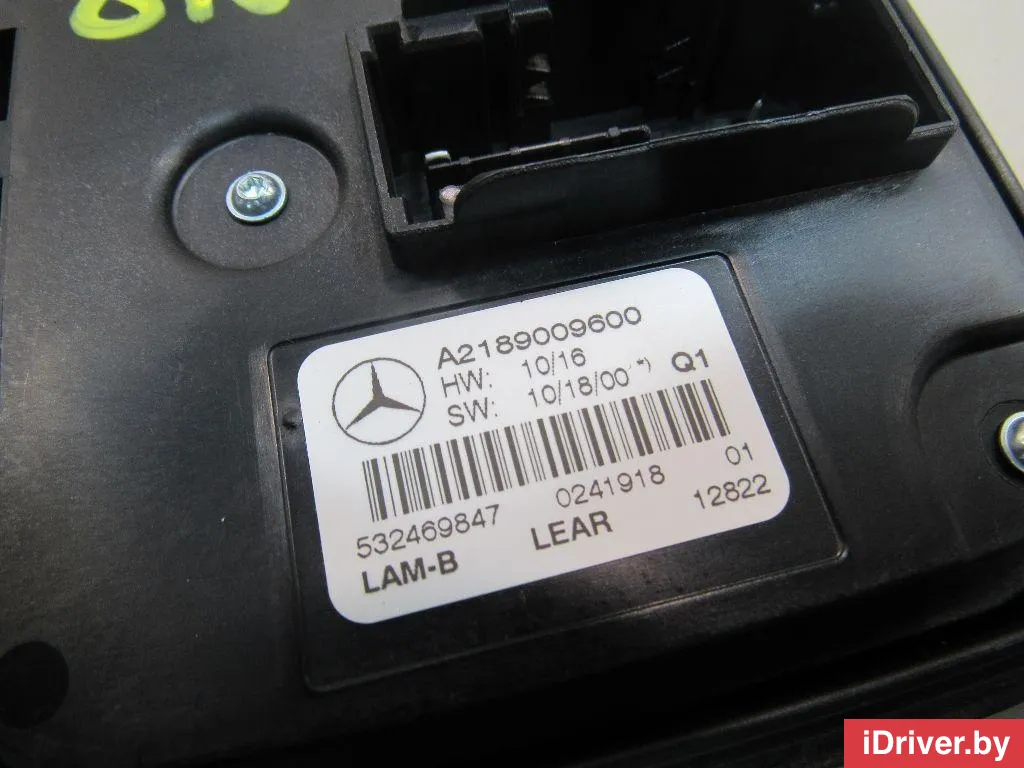 A2189009600
HW: 10/16
SW: 10/18/00 *) Q1
532469847 0241918 01
LAM-B LEAR 12822
iDriver.by